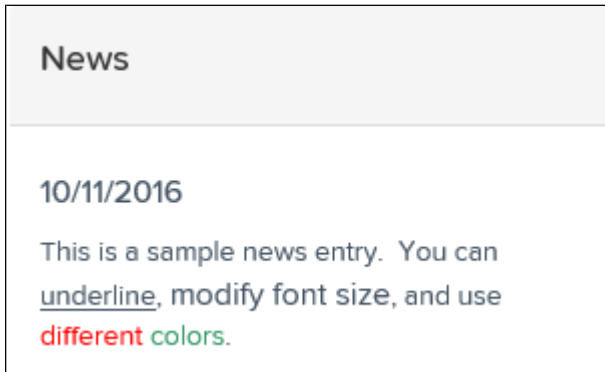 News
10/11/2016
This is a sample news entry.  You can
underline, modify font size, and use
different colors.